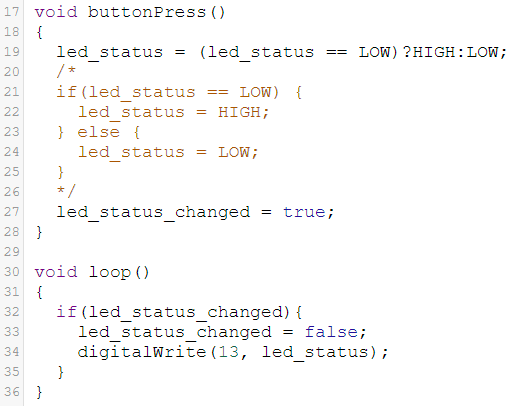 17 void buttonPress()
18 {
19   led_status = (led_status == LOW)?HIGH:LOW;
20   /*
21   if(led_status == LOW) {
22     led_status = HIGH;
23   } else {
24     led_status = LOW;
25   }
26   */
27   led_status_changed = true;
28 }
29
30 void loop()
31 {
32   if(led_status_changed){
33     led_status_changed = false;
34     digitalWrite(13, led_status);
35   }
36 }